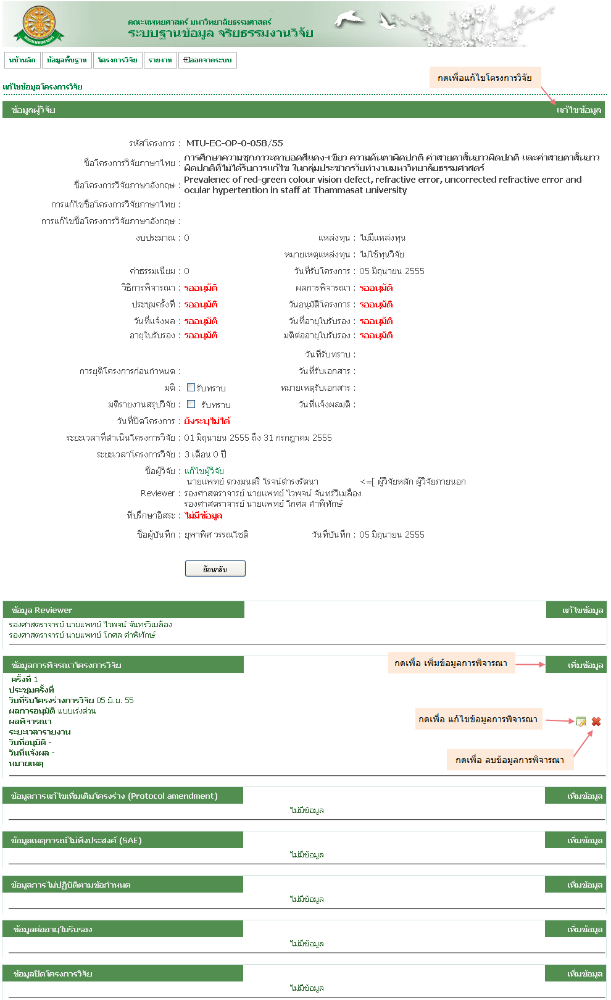 คณะแพทยศาสตร์ มหาวิทยาลัยธรรมศาสตร์
ระบบฐานข้อมูล จริยธรรมงานวิจัย
หน้าหลัก ข้อมูลพื้นฐาน โครงการวิจัย รายงาน ออกจากระบบ
กดเพื่อแก้ไขโครงการวิจัย
แก้ไขข้อมูลโครงการวิจัย
ข้อมูลผู้วิจัย แก้ไขข้อมูล
รหัสโครงการ : MTU-EC-OP-0-058/55
ชื่อโครงการวิจัยภาษาไทย : การศึกษาความชุกภาวะตาบอดสีแดง-เขียว ความดันตาผิดปกติ ค่าสายตาสั้นยาวผิดปกติ และค่าสายตาสั้นยาว
ผิดปกติที่ไม่ได้รับการแก้ไข ในกลุ่มประชากรวัยทำงานมหาวิทยาลัยธรรมศาสตร์
ชื่อโครงการวิจัยภาษาอังกฤษ : Prevalenec of red-green colour vision defect, refractive error, uncorrected refractive error and
ocular hypertention in staff at Thammasat university
การแก้ไขชื่อโครงการวิจัยภาษาไทย :
การแก้ไขชื่อโครงการวิจัยภาษาอังกฤษ :
งบประมาณ : 0 แหล่งทุน : ไม่มีแหล่งทุน
หมายเหตุแหล่งทุน : ไม่ใช้ทุนวิจัย
ค่าธรรมเนียม : 0 วันที่รับโครงการ : 05 มิถุนายน 2555
วิธีการพิจารณา : รออนุมัติ ผลการพิจารณา : รออนุมัติ
ประชุมครั้งที่ : รออนุมัติ วันอนุมัติโครงการ : รออนุมัติ
วันที่แจ้งผล : รออนุมัติ วันที่อายุใบรับรอง : รออนุมัติ
อายุใบรับรอง : รออนุมัติ มติต่ออายุใบรับรอง : รออนุมัติ
วันที่รับทราบ :
การยุติโครงการก่อนกำหนด : วันที่รับเอกสาร :
มติ : รับทราบ หมายเหตุรับเอกสาร :
มติรายงานสรุปวิจัย : รับทราบ วันที่แจ้งผลมติ :
วันที่ปิดโครงการ : ยังระบุไม่ได้
ระยะเวลาที่ดำเนินโครงการวิจัย : 01 มิถุนายน 2555 ถึง 31 กรกฎาคม 2555
ระยะเวลาโครงการวิจัย : 3 เดือน 0 ปี
ชื่อผู้วิจัย : แก้ไขผู้วิจัย
นายแพทย์ ดวงมนตรี โรจน์ดำรงรัตนา <=[ ผู้วิจัยหลัก ผู้วิจัยภายนอก
Reviewer : รองศาสตราจารย์ นายแพทย์ ไวพจน์ จันทร์วิเมลือง
รองศาสตราจารย์ นายแพทย์ โกศล คำพิทักษ์
ที่ปรึกษาอิสระ : ไม่มีข้อมูล
ชื่อผู้บันทึก : ยุพาพิศ วรรณโชติ วันที่บันทึก : 05 มิถุนายน 2555
ย้อนกลับ
ข้อมูล Reviewer แก้ไขข้อมูล
รองศาสตราจารย์ นายแพทย์ ไวพจน์ จันทร์วิเมลือง
รองศาสตราจารย์ นายแพทย์ โกศล คำพิทักษ์
ข้อมูลการพิจรณาโครงการวิจัย กดเพื่อ เพิ่มข้อมูลการพิจารณา เพิ่มข้อมูล
ครั้งที่ 1
ประชุมครั้งที่
วันที่รับโครงร่างการวิจัย 05 มิ.ย. 55
ผลการอนุมัติ แบบเร่งด่วน
ผลพิจารณา กดเพื่อ แก้ไขข้อมูลการพิจารณา
ระยะเวลารายงาน
วันที่อนุมัติ -
วันที่แจ้งผล -
หมายเหตุ กดเพื่อ ลบข้อมูลการพิจารณา
ข้อมูลการแก้ไขเพิ่มเติมโครงร่าง (Protocol amendment) เพิ่มข้อมูล
ไม่มีข้อมูล
ข้อมูลเหตุการณ์ไม่พึงประสงค์ (SAE) เพิ่มข้อมูล
ไม่มีข้อมูล
ข้อมูลการไม่ปฏิบัติตามข้อกำหนด เพิ่มข้อมูล
ไม่มีข้อมูล
ข้อมูลต่ออายุใบรับรอง เพิ่มข้อมูล
ไม่มีข้อมูล
ข้อมูลปิดโครงการวิจัย เพิ่มข้อมูล
ไม่มีข้อมูล